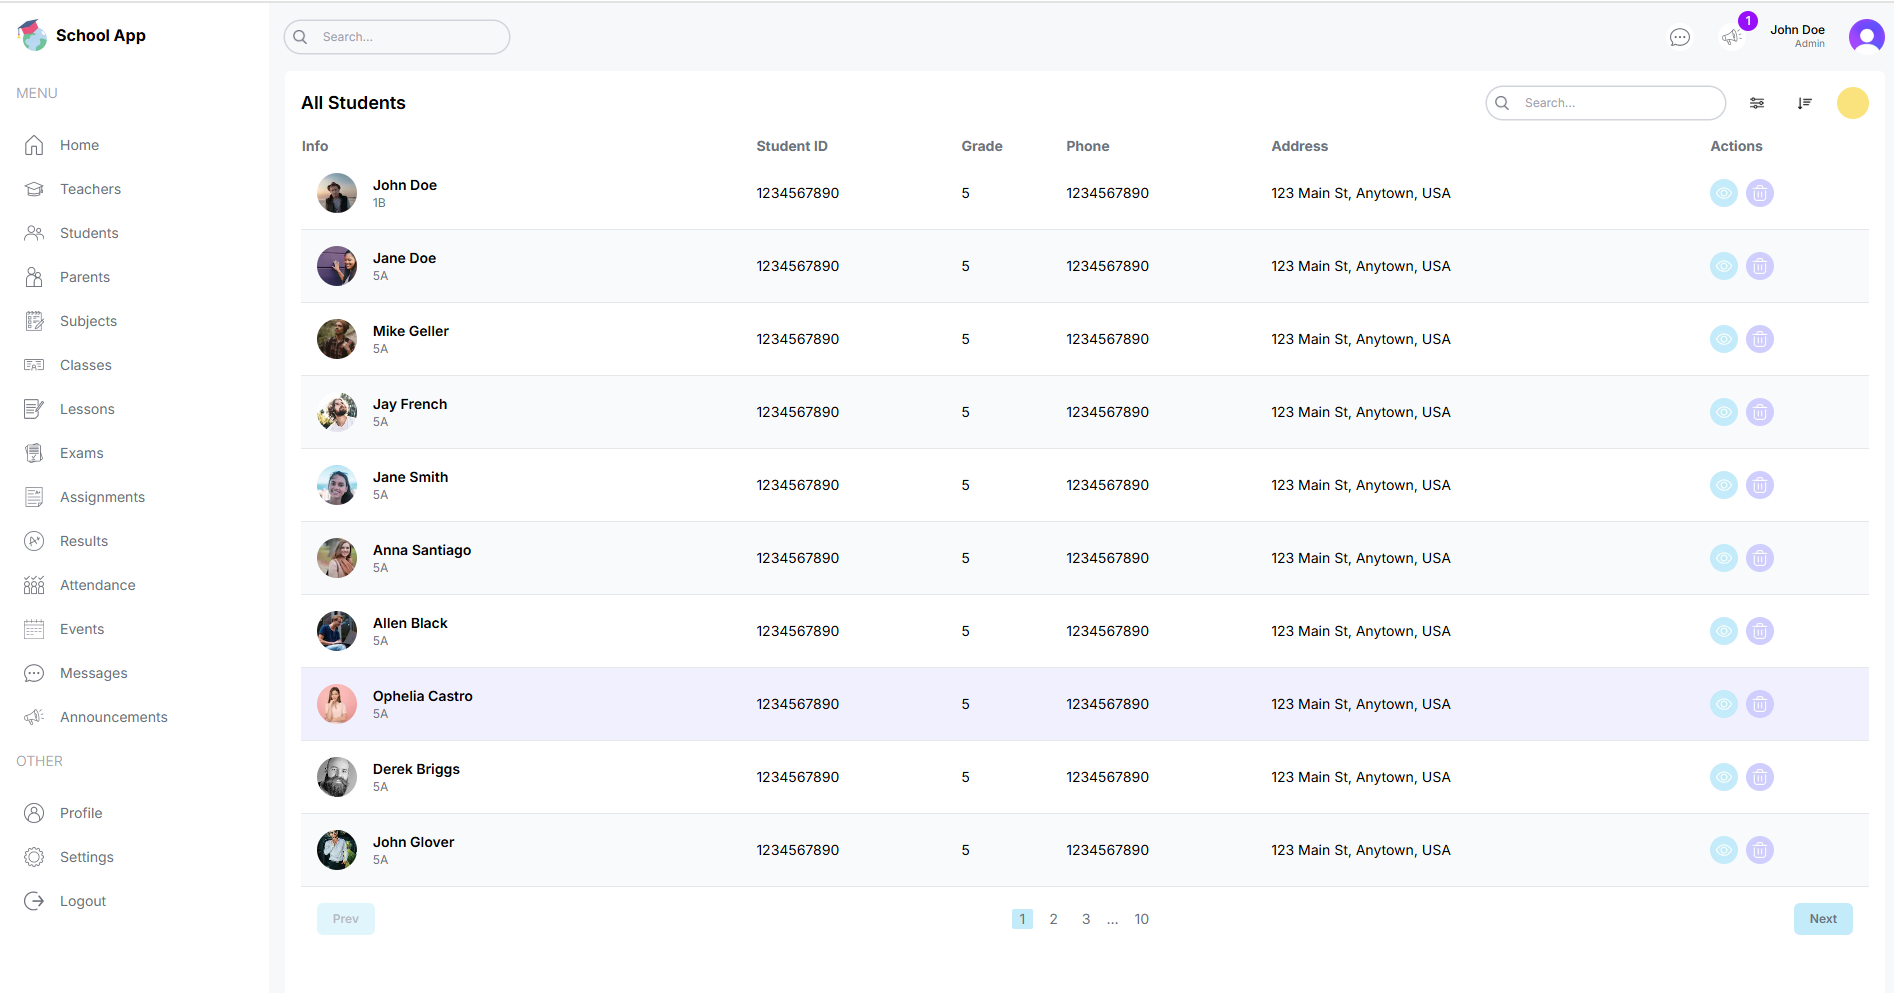 School App
Search...
1
John Doe
Admin
MENU
Home
Teachers
Students
Parents
Subjects
Classes
Lessons
Exams
Assignments
Results
Attendance
Events
Messages
Announcements
OTHER
Profile
Settings
Logout
All Students
Search...
Info Student ID Grade Phone Address Actions
John Doe
1B
1234567890 5 1234567890 123 Main St, Anytown, USA
Jane Doe
5A
1234567890 5 1234567890 123 Main St, Anytown, USA
Mike Geller
5A
1234567890 5 1234567890 123 Main St, Anytown, USA
Jay French
5A
1234567890 5 1234567890 123 Main St, Anytown, USA
Jane Smith
5A
1234567890 5 1234567890 123 Main St, Anytown, USA
Anna Santiago
5A
1234567890 5 1234567890 123 Main St, Anytown, USA
Allen Black
5A
1234567890 5 1234567890 123 Main St, Anytown, USA
Ophelia Castro
5A
1234567890 5 1234567890 123 Main St, Anytown, USA
Derek Briggs
5A
1234567890 5 1234567890 123 Main St, Anytown, USA
John Glover
5A
1234567890 5 1234567890 123 Main St, Anytown, USA
Prev 1 2 3 ... 10 Next